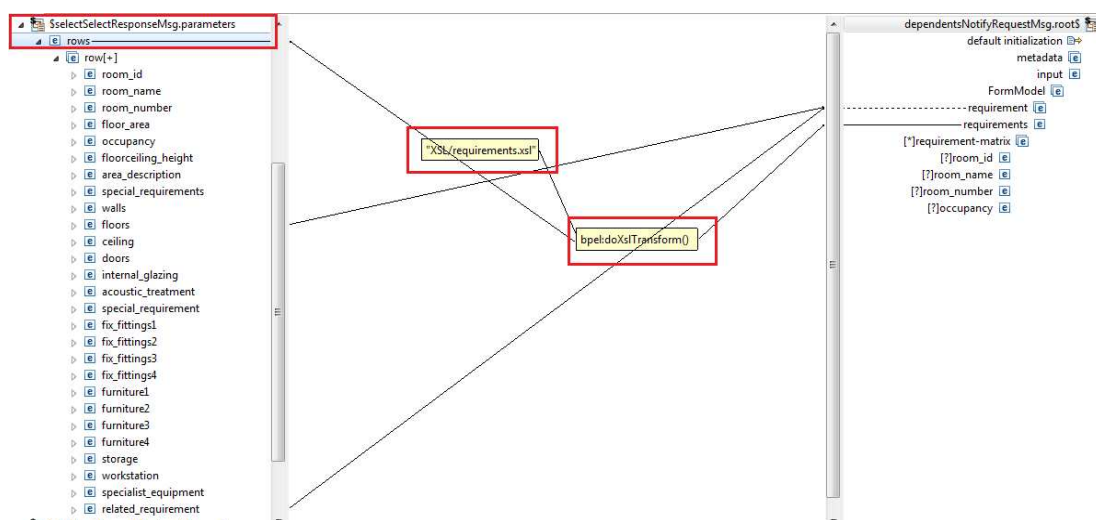 $selectSelectResponseMsg.parameters
rows
row[+]
room_id
room_name
room_number
floor_area
occupancy
floorceiling_height
area_description
special_requirements
walls
floors
ceiling
doors
internal_glazing
acoustic_treatment
special_requirement
fix_fittings1
fix_fittings2
fix_fittings3
fix_fittings4
furniture1
furniture2
furniture3
furniture4
storage
workstation
specialist_equipment
related_requirement
"XSL/requirements.xsl"
bpel:doXslTransform()
dependentsNotifyRequestMsg.root$
default initialization
metadata
input
FormModel
requirement
requirements
[*]requirement-matrix
[?]room_id
[?]room_name
[?]room_number
[?]occupancy